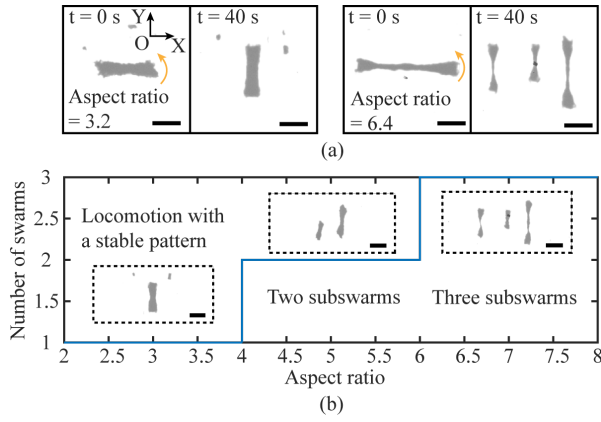 t = 0 s
Y
O
X
Aspect ratio
= 3.2
t = 40 s
t = 0 s
Aspect ratio
= 6.4
t = 40 s
(a)
Number of swarms
3
2.5
2
1.5
1
Locomotion with
a stable pattern
Two subswarms
Three subswarms
2 2.5 3 3.5 4 4.5 5 5.5 6 6.5 7 7.5 8
Aspect ratio
(b)